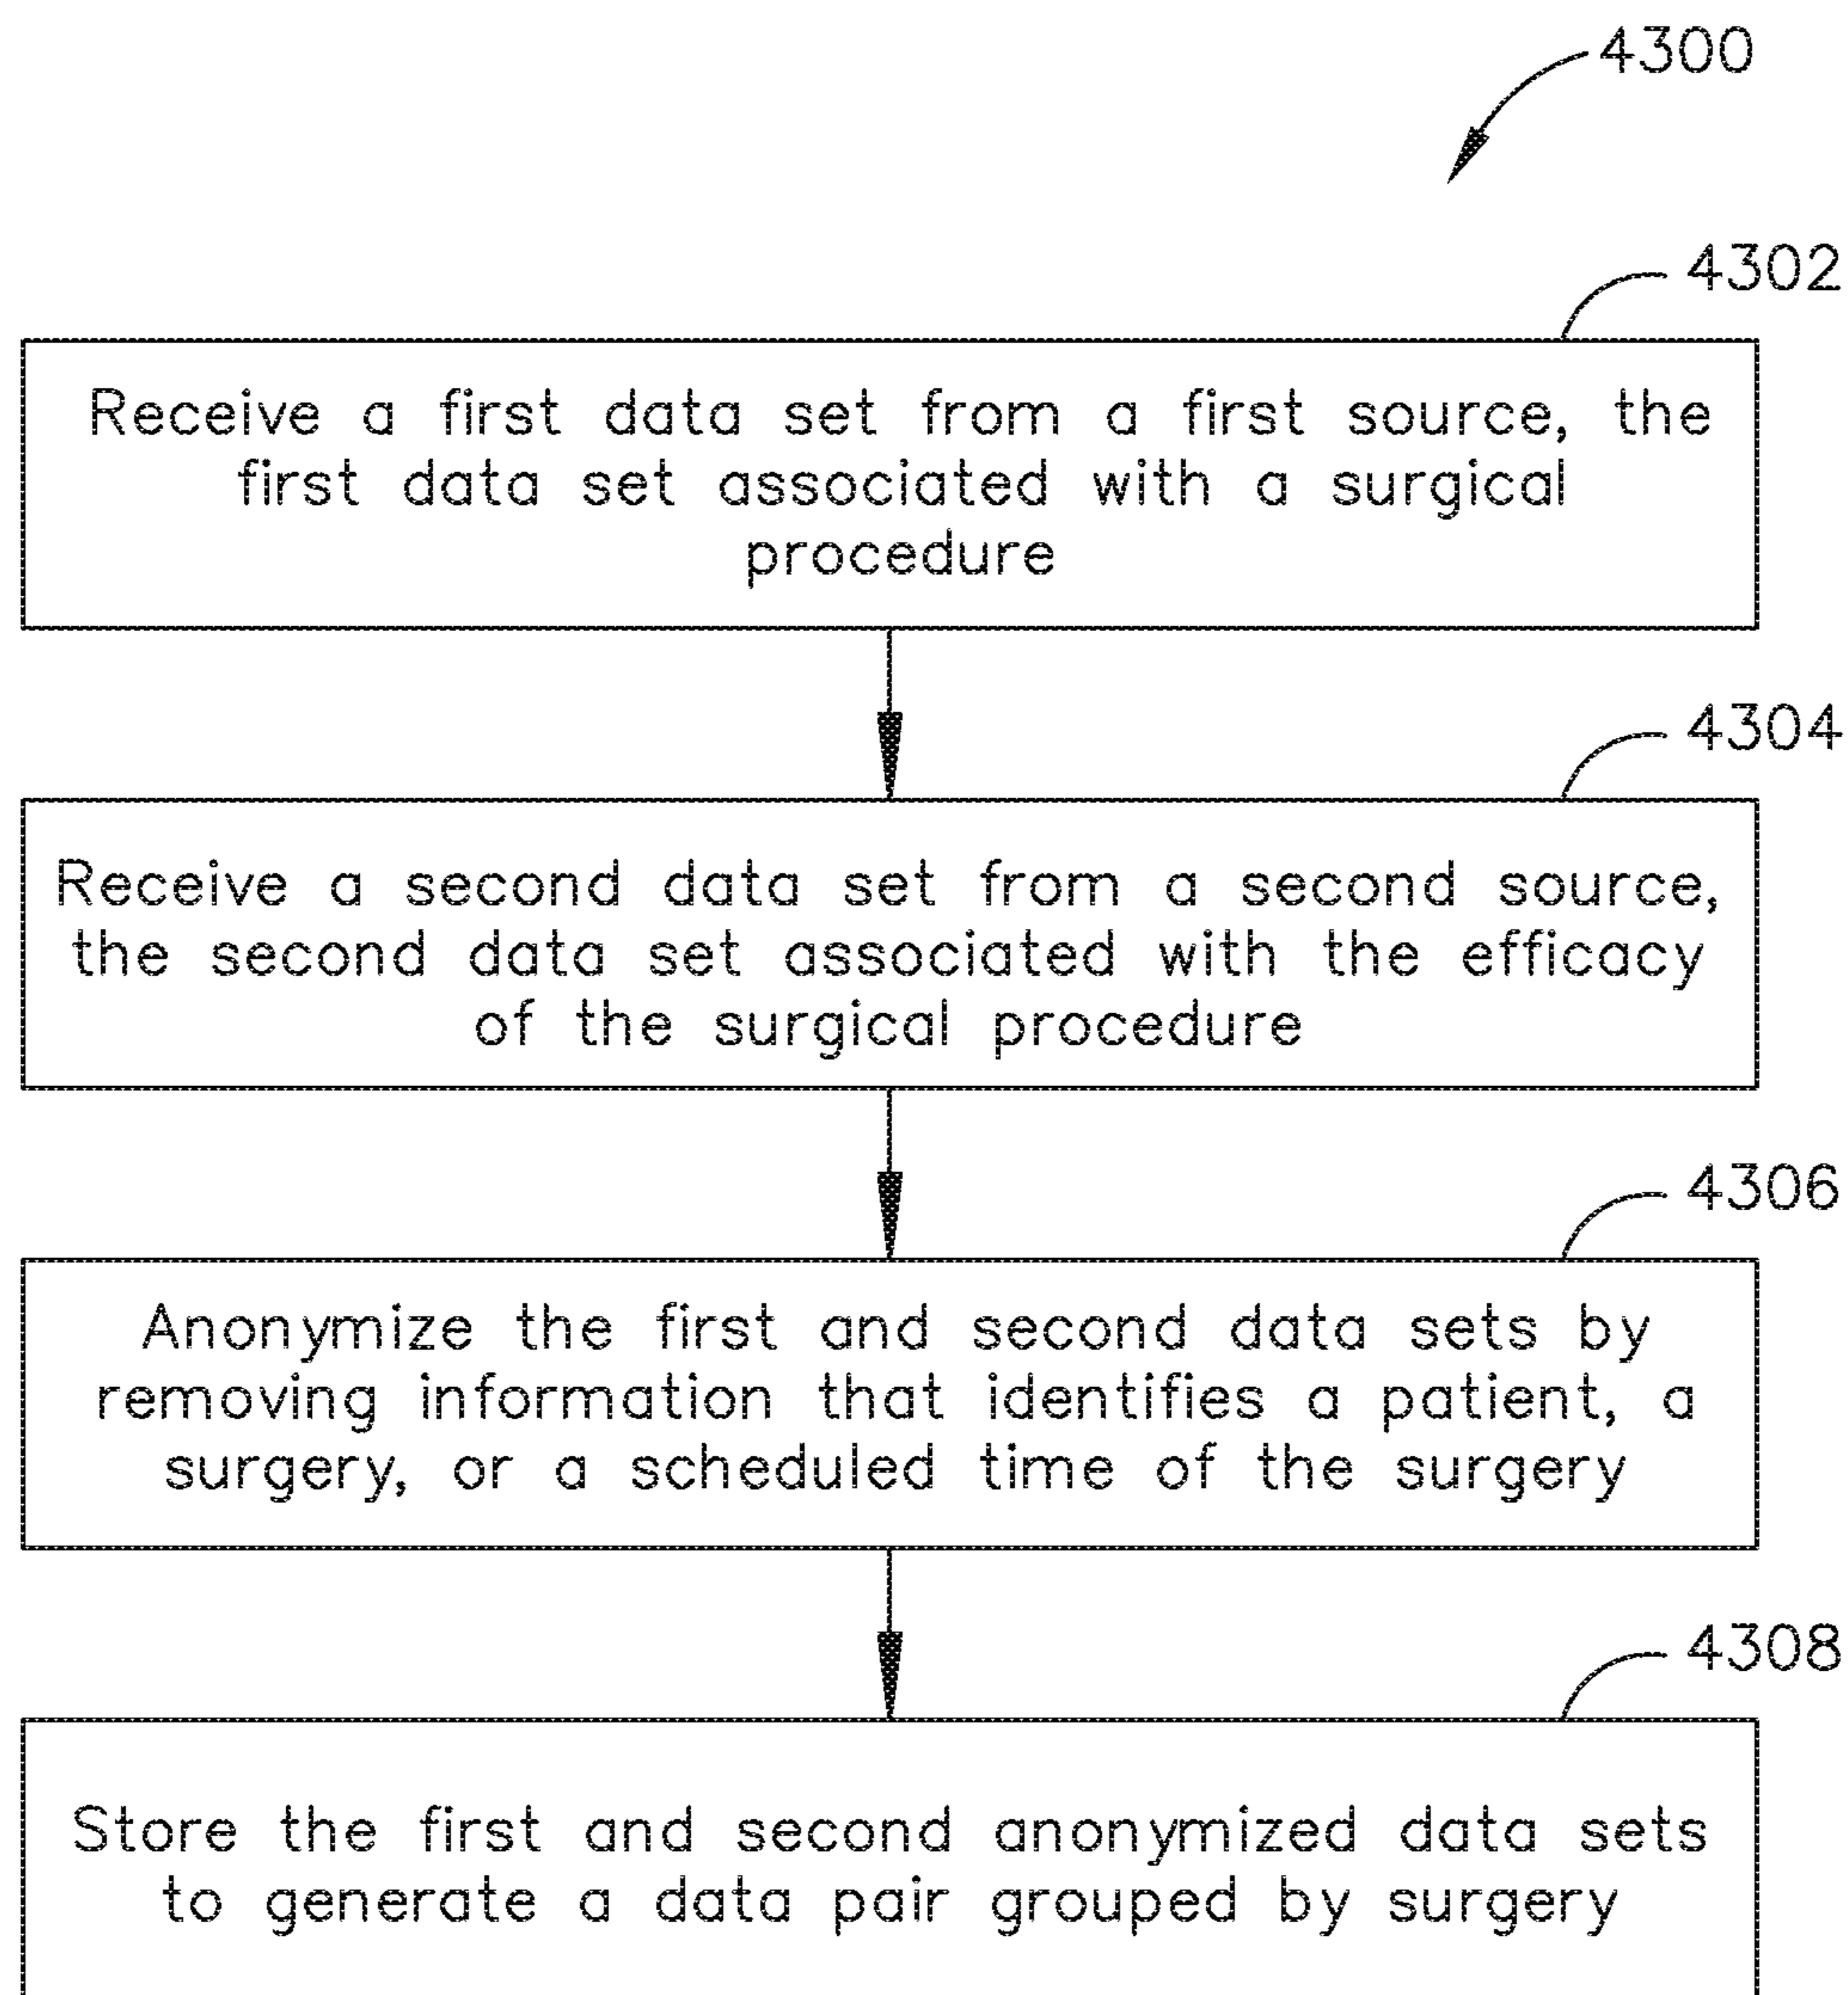 4300
4302
Receive a first data set from a first source, the
first data set associated with a surgical
procedure
4304
Receive a second data set from a second source,
the second data set associated with the efficacy
of the surgical procedure
4306
Anonymize the first and second data sets by
removing information that identifies a patient, a
surgery, or a scheduled time of the surgery
4308
Store the first and second anonymized data sets
to generate a data pair grouped by surgery